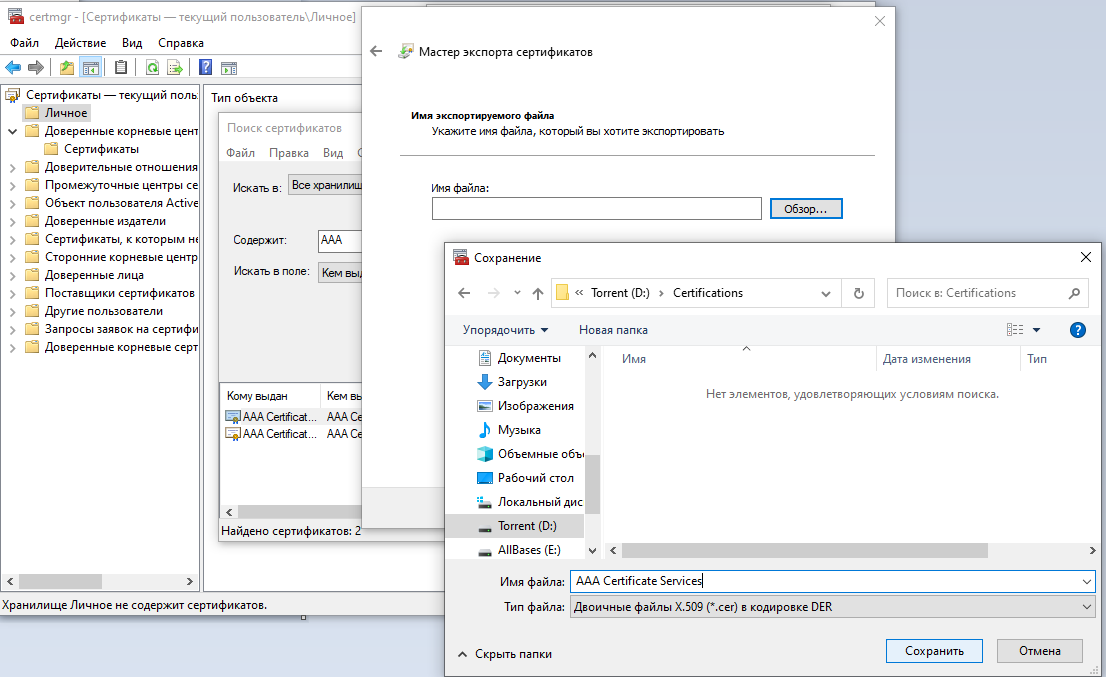 certmgr - [Сертификаты — текущий пользователь\Личное]
Файл Действие Вид Справка
Сертификаты — текущий поль
Личное
Доверенные корневые цент
Сертификаты
Доверительные отношения
Промежуточные центры се
Объект пользователя Active
Доверенные издатели
Сертификаты, к которым не
Сторонние корневые центр
Доверенные лица
Поставщики сертификатов
Другие пользователи
Запросы заявок на сертифи
Доверенные корневые серт
Хранилище Личное не содержит сертификатов.
Тип объекта
Поиск сертификатов
Файл Правка Вид
Искать в: Все хранилищ
Содержит: AAA
Искать в поле: Кем выд
Кому выдан Кем вы
AAA Certificat... AAA Ce
AAA Certificat... AAA Ce
Найдено сертификатов: 2
Мастер экспорта сертификатов
Имя экспортируемого файла
Укажите имя файла, который вы хотите экспортировать
Имя файла:
Обзор...
Сохранение
« Torrent (D:) › Certifications
Поиск в: Certifications
Упорядочить Новая папка
Документы
Загрузки
Изображения
Музыка
Объемные объ
Рабочий стол
Локальный дис
Torrent (D:)
AllBases (E:)
Имя Дата изменения Тип
Нет элементов, удовлетворяющих условиям поиска.
Имя файла: AAA Certificate Services
Тип файла: Двоичные файлы X.509 (*.cer) в кодировке DER
Скрыть папки
Сохранить Отмена